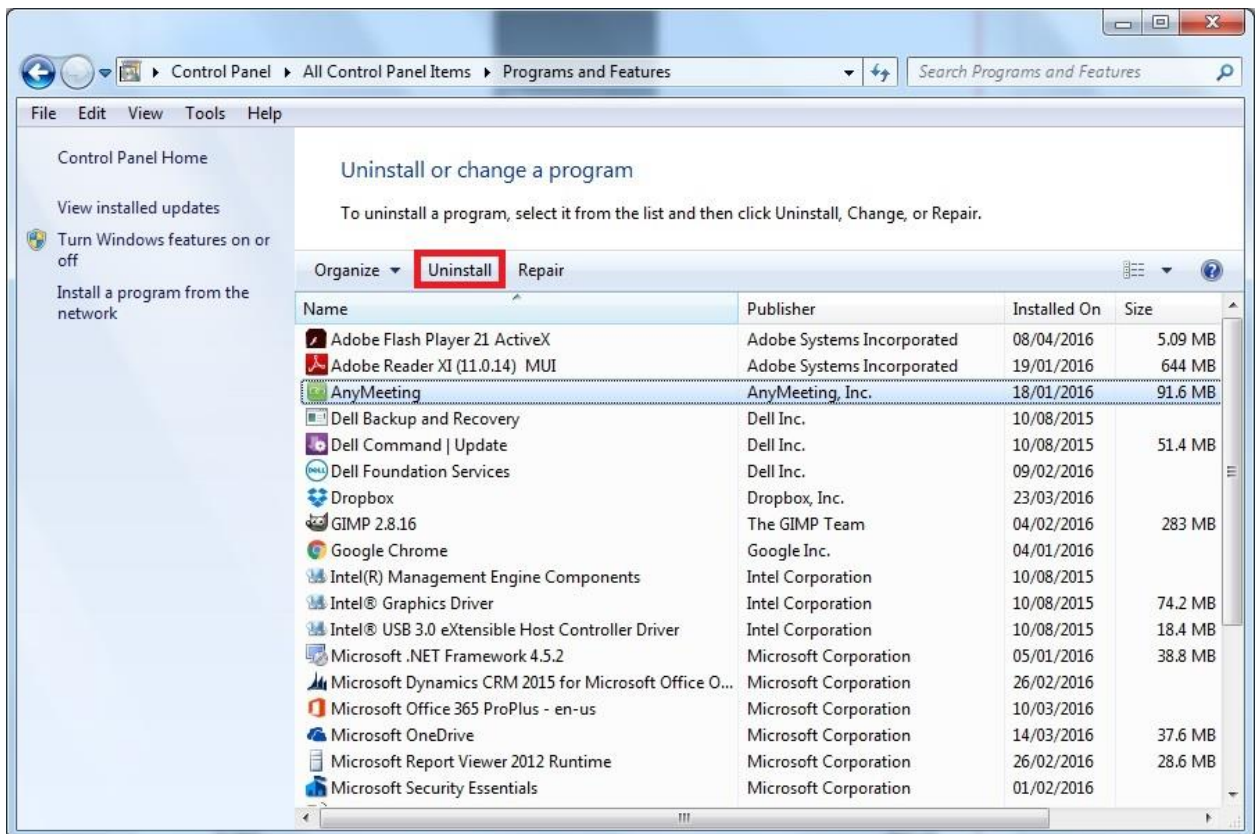 Control Panel All Control Panel Items Programs and Features Search Programs and Features
File Edit View Tools Help
Control Panel Home
View installed updates
Turn Windows features on or
off
Install a program from the
network
Uninstall or change a program
To uninstall a program, select it from the list and then click Uninstall, Change, or Repair.
Organize Uninstall Repair
Name Publisher Installed On Size
Adobe Flash Player 21 ActiveX Adobe Systems Incorporated 08/04/2016 5.09 MB
Adobe Reader XI (11.0.14) MUI Adobe Systems Incorporated 19/01/2016 644 MB
AnyMeeting AnyMeeting, Inc. 18/01/2016 91.6 MB
Dell Backup and Recovery Dell Inc. 10/08/2015
Dell Command | Update Dell Inc. 10/08/2015 51.4 MB
Dell Foundation Services Dell Inc. 09/02/2016
Dropbox Dropbox, Inc. 23/03/2016
GIMP 2.8.16 The GIMP Team 04/02/2016 283 MB
Google Chrome Google Inc. 04/01/2016
Intel(R) Management Engine Components Intel Corporation 10/08/2015
Intel® Graphics Driver Intel Corporation 10/08/2015 74.2 MB
Intel® USB 3.0 eXtensible Host Controller Driver Intel Corporation 10/08/2015 18.4 MB
Microsoft .NET Framework 4.5.2 Microsoft Corporation 05/01/2016 38.8 MB
Microsoft Dynamics CRM 2015 for Microsoft Office O... Microsoft Corporation 26/02/2016
Microsoft Office 365 ProPlus - en-us Microsoft Corporation 10/03/2016
Microsoft OneDrive Microsoft Corporation 14/03/2016 37.6 MB
Microsoft Report Viewer 2012 Runtime Microsoft Corporation 26/02/2016 28.6 MB
Microsoft Security Essentials Microsoft Corporation 01/02/2016